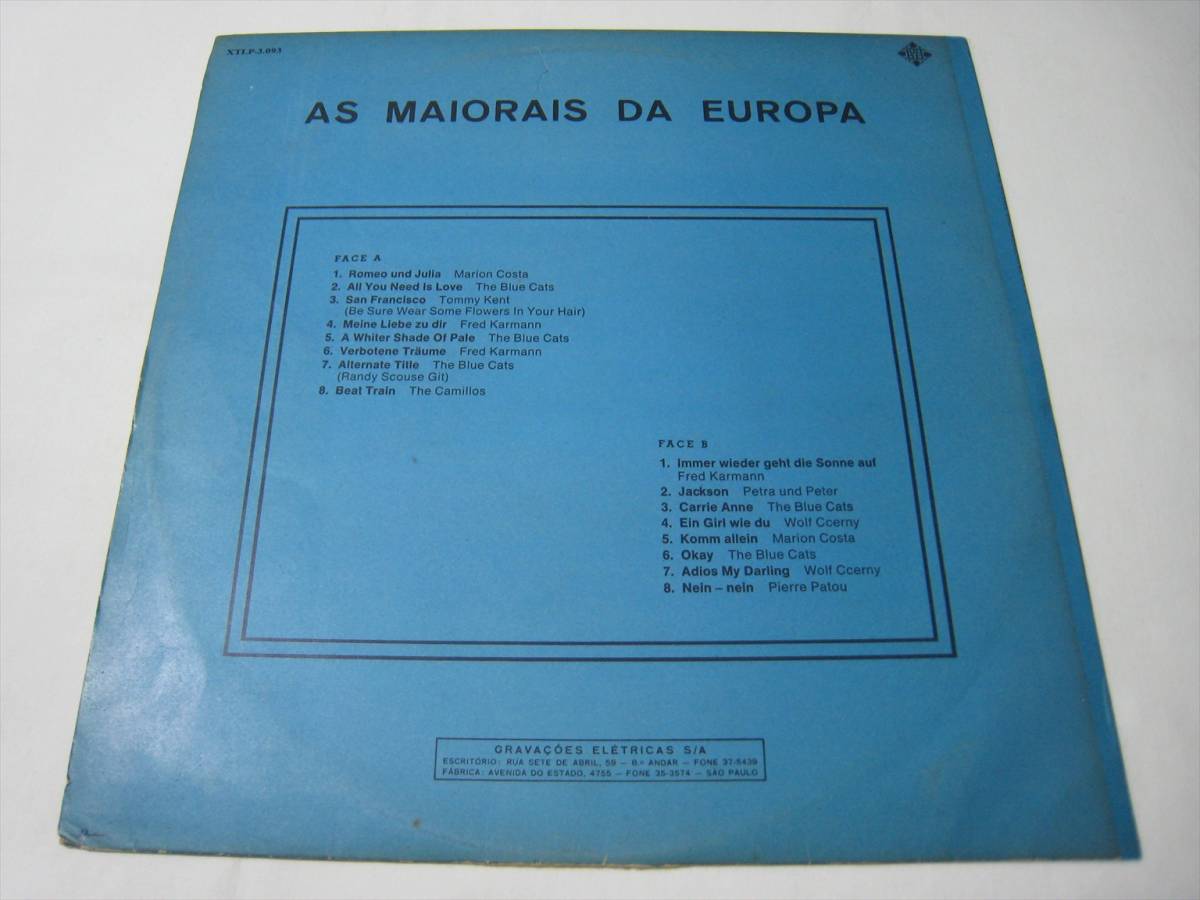 XTLP-3.093
AS MAIORAIS DA EUROPA
FACE A
1. Romeo und Julia Marion Costa
2. All You Need Is Love The Blue Cats
3. San Francisco Tommy Kent
(Be Sure Wear Some Flowers In Your Hair)
4. Meine Liebe zu dir Fred Karmann
5. A Whiter Shade Of Pale The Blue Cats
6. Verbotene Träume Fred Karmann
7. Alternate Title The Blue Cats
(Randy Scouse Git)
8. Beat Train The Camillos
FACE B
1. Immer wieder geht die Sonne auf
Fred Karmann
2. Jackson Petra und Peter
3. Carrie Anne The Blue Cats
4. Ein Girl wie du Wolf Ccerny
5. Komm allein Marion Costa
6. Okay The Blue Cats
7. Adios My Darling Wolf Ccerny
8. Nein – nein Pierre Patou
GRAVAÇÕES ELÉTRICAS S/A
ESCRITÓRIO: RUA SETE DE ABRIL, 59 — 8.º ANDAR — FONE 37-5439
FÁBRICA: AVENIDA DO ESTADO, 4755 — FONE 35-3574 — SÃO PAULO